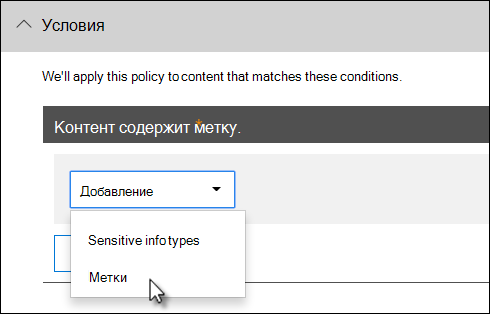 Условия
We'll apply this policy to content that matches these conditions.
Контент содержит метку.
Добавление
Sensitive info types
Метки